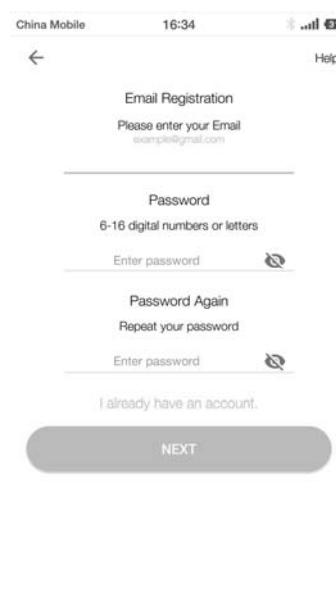 China Mobile 16:34
Help
Email Registration
Please enter your Email
example@gmail.com
Password
6-16 digital numbers or letters
Enter password
Password Again
Repeat your password
Enter password
I already have an account.
NEXT